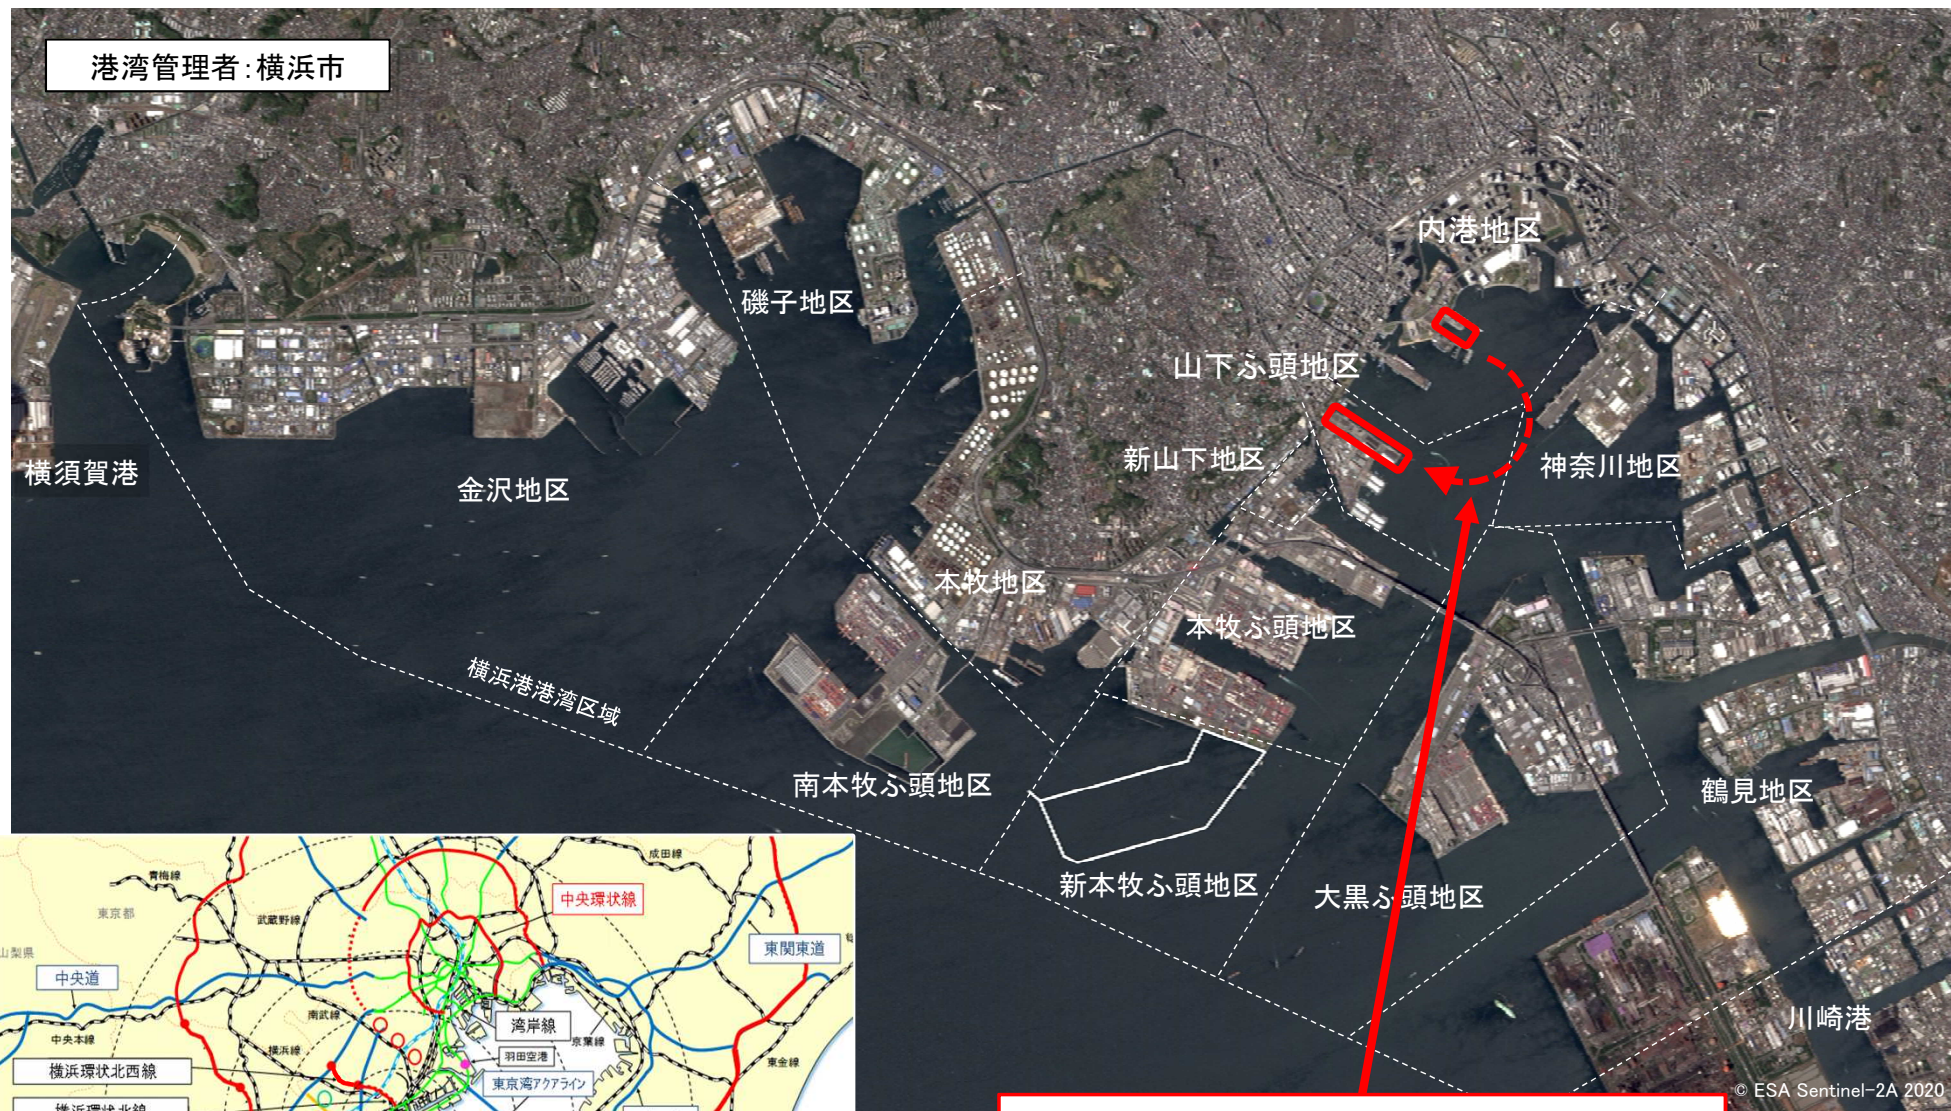 港湾管理者：横浜市
内港地区
磯子地区
山下ふ頭地区
新山下地区
神奈川地区
横須賀港
金沢地区
本牧地区
本牧ふ頭地区
横浜港港湾区域
南本牧ふ頭地区
鶴見地区
新本牧ふ頭地区
大黒ふ頭地区
川崎港
© ESA Sentinel-2A 2020
成田線
青梅線
中央環状線
東京都
武蔵野線
東関東道
山梨県
中央道
南武線
湾岸線
京葉線
中央本線
横浜線
羽田空港
東金線
横浜環状北西線
東京湾アクアライン
横浜環状北線